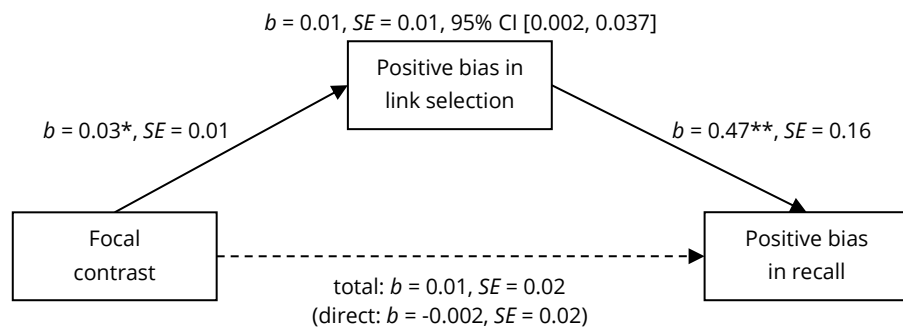 b = 0.01, SE = 0.01, 95% CI [0.002, 0.037]
Positive bias in
link selection
b = 0.03*, SE = 0.01
b = 0.47**, SE = 0.16
Focal
contrast
Positive bias
in recall
total: b = 0.01, SE = 0.02
(direct: b = -0.002, SE = 0.02)